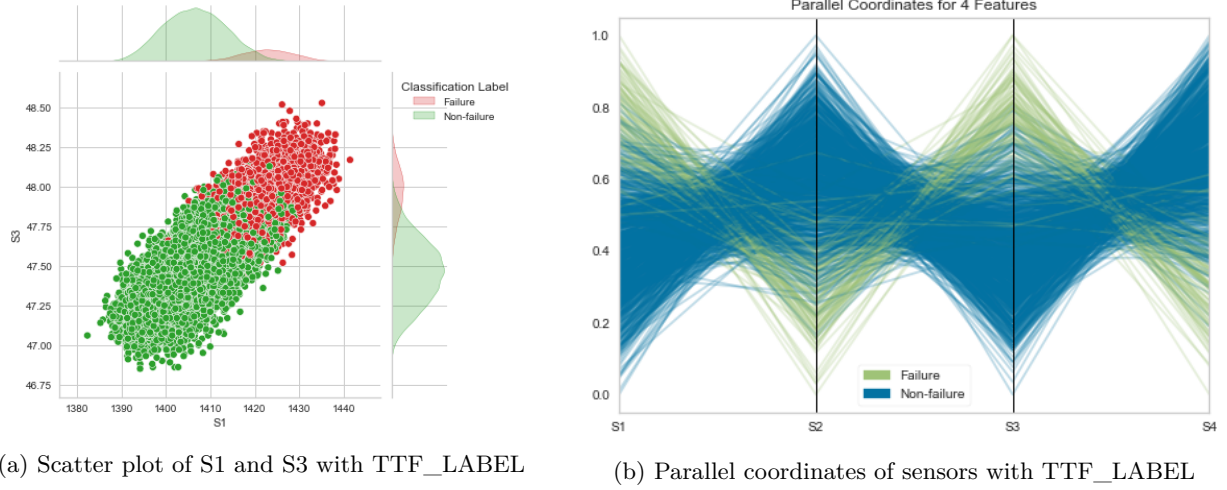 1380 1390 1400 1410 1420 1430 1440
S1
46.75
47.00
47.25
47.50
47.75
48.00
48.25
48.50
S3
Classification Label
Failure
Non-failure
(a) Scatter plot of S1 and S3 with TTF_LABEL
Parallel Coordinates for 4 Features
1.0
0.8
0.6
0.4
0.2
0.0
Failure
Non-failure
S1 S2 S3 S4
(b) Parallel coordinates of sensors with TTF_LABEL